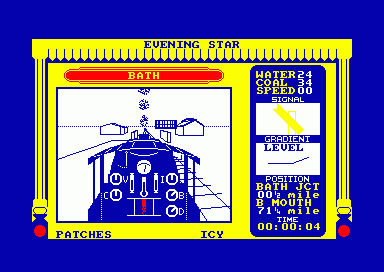 EVENING STAR
BATH
WATER 24
COAL 34
SPEED 00
SIGNAL
GRADIENT
LEVEL
POSITION
BATH JCT
00½ mile
B MOUTH
71¼ mile
TIME
00:00:04
V I
C B
D
PATCHES ICY